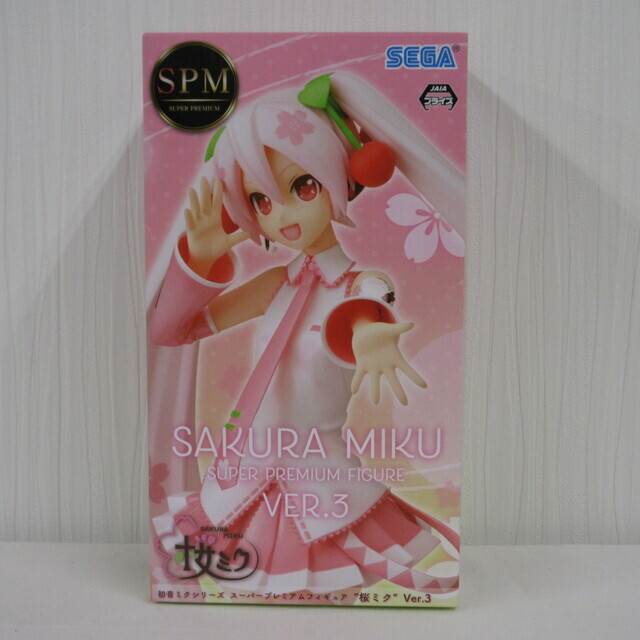 SPM
SUPER PREMIUM
SEGA
JAIA
プライズ
SAKURA MIKU
SUPER PREMIUM FIGURE
VER.3
SAKURA
MIKU
桜ミク
初音ミクシリーズ スーパープレミアムフィギュア "桜ミク" Ver.3